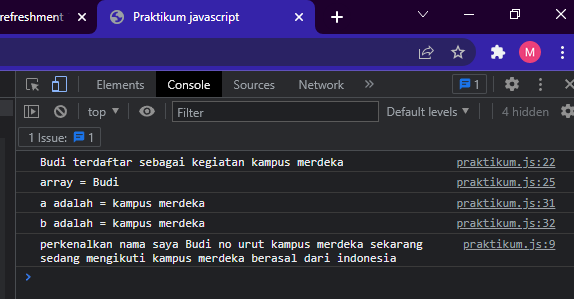 refreshment
Praktikum javascript
M
Elements Console Sources Network » 1
top Filter Default levels 4 hidden
1 Issue: 1
Budi terdaftar sebagai kegiatan kampus merdeka praktikum.js:22
array = Budi praktikum.js:25
a adalah = kampus merdeka praktikum.js:31
b adalah = kampus merdeka praktikum.js:32
perkenalkan nama saya Budi no urut kampus merdeka sekarang praktikum.js:9
sedang mengikuti kampus merdeka berasal dari indonesia